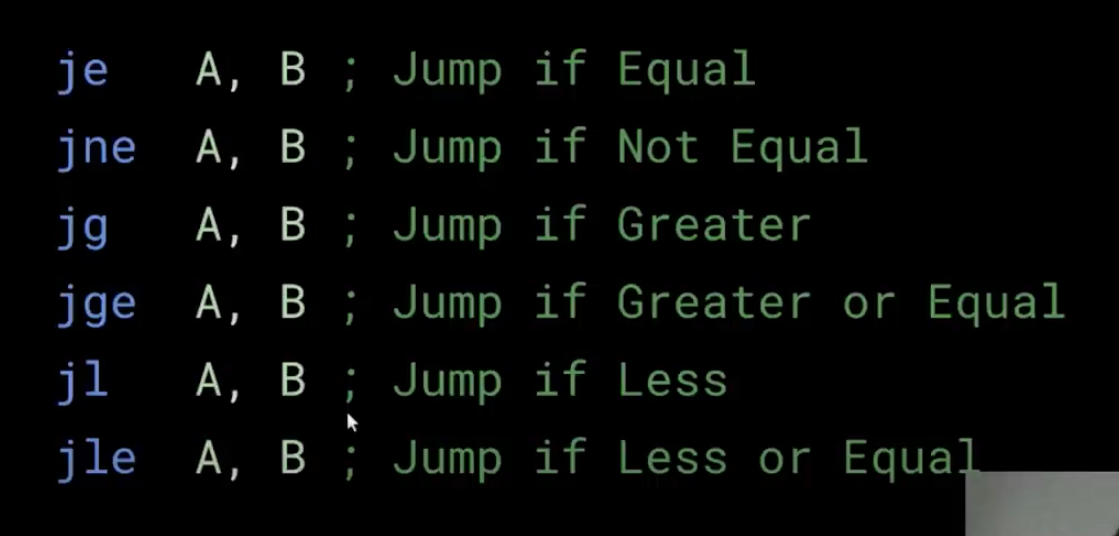 je A, B ; Jump if Equal
jne A, B ; Jump if Not Equal
jg A, B ; Jump if Greater
jge A, B ; Jump if Greater or Equal
jl A, B ; Jump if Less
jle A, B ; Jump if Less or Equal